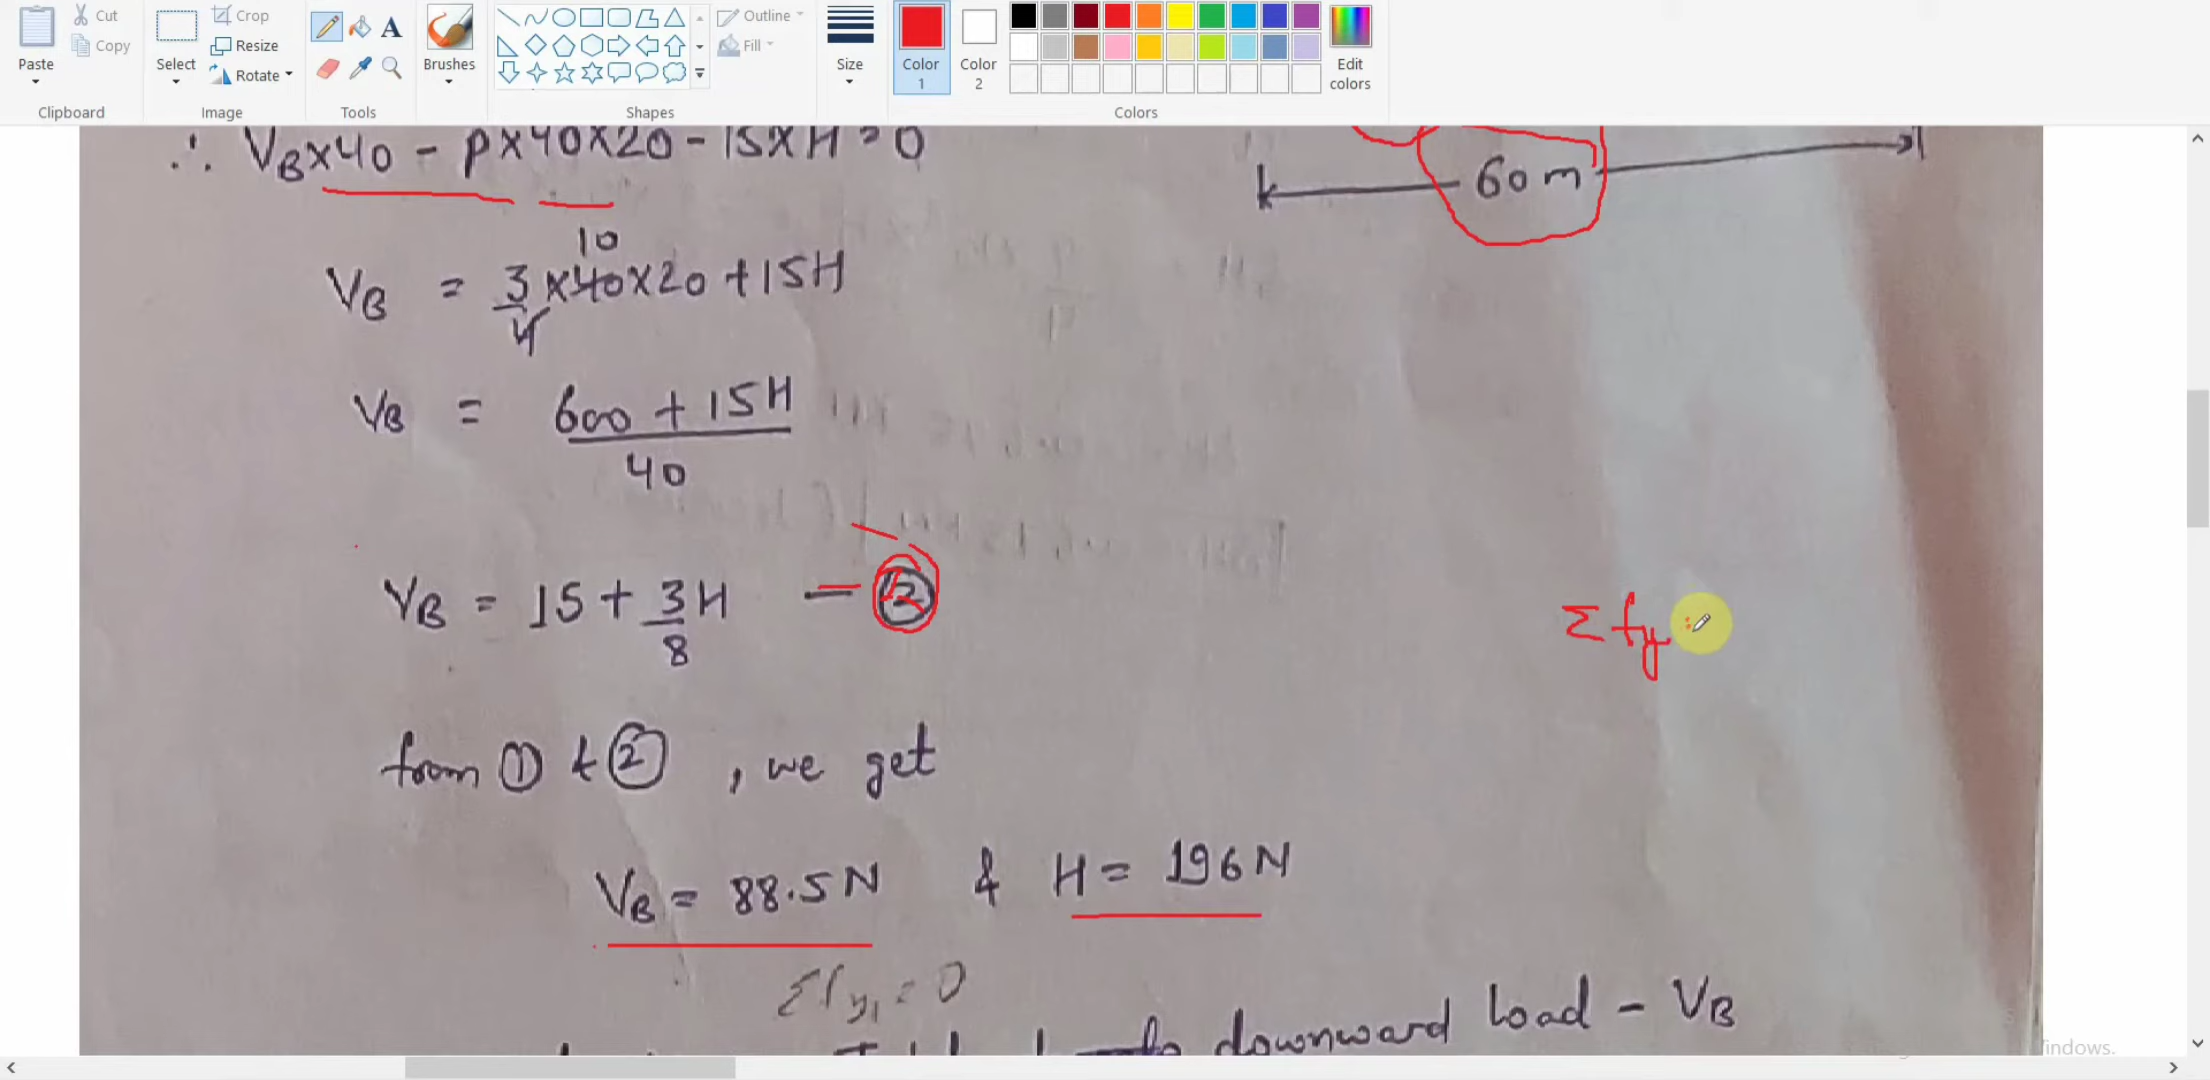 Cut
Crop
Outline
Copy
Resize
Fill
Paste
Select
Rotate
A
Brushes
Size
Color 1
Color 2
Edit colors
Clipboard
Image
Tools
Shapes
Colors
∴ VB×40 - P×40×20 - 15×H = 0
60 m
10
VB = 3/4 ×40×20 + 15H
VB = 600 + 15H / 40
VB = 15 + 3/8 H — ②
Σfy
from ① & ② , we get
VB = 88.5N & H = 196N
Σfy = 0
downward load - VB
indows.